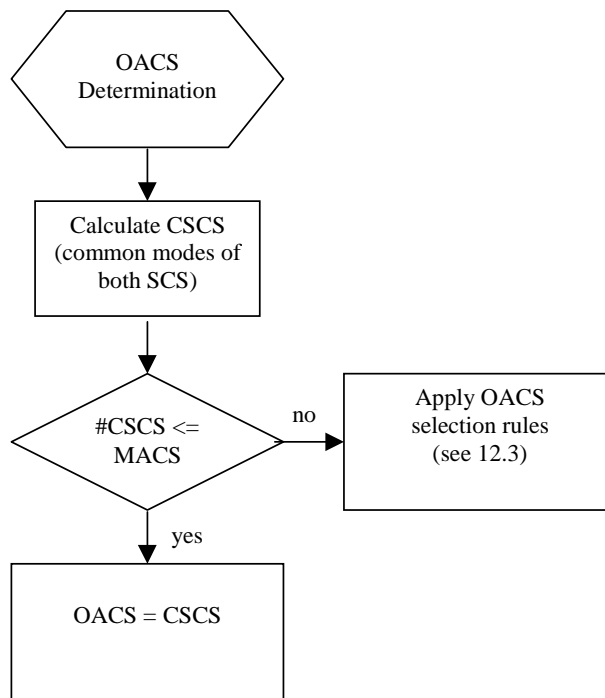 OACS
Determination
Calculate CSCS
(common modes of
both SCS)
#CSCS <=
MACS
no
Apply OACS
selection rules
(see 12.3)
yes
OACS = CSCS